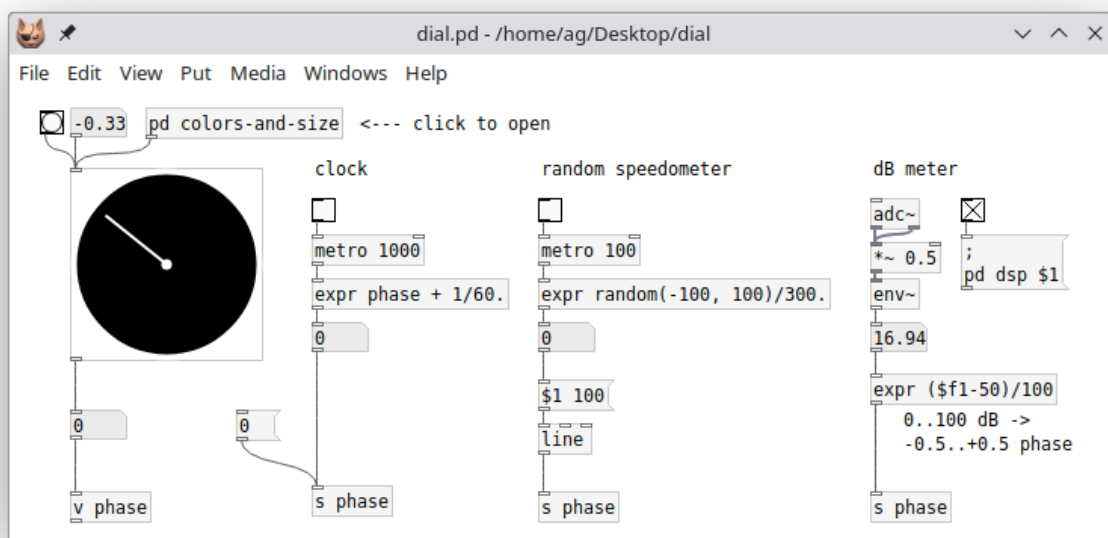 dial.pd - /home/ag/Desktop/dial
File Edit View Put Media Windows Help
-0.33
pd colors-and-size
<--- click to open
clock
random speedometer
dB meter
metro 1000
metro 100
adc~
;
pd dsp $1
*~ 0.5
expr phase + 1/60.
expr random(-100, 100)/300.
env~
0
0
16.94
$1 100
expr ($f1-50)/100
0
0
line
0..100 dB ->
-0.5..+0.5 phase
v phase
s phase
s phase
s phase